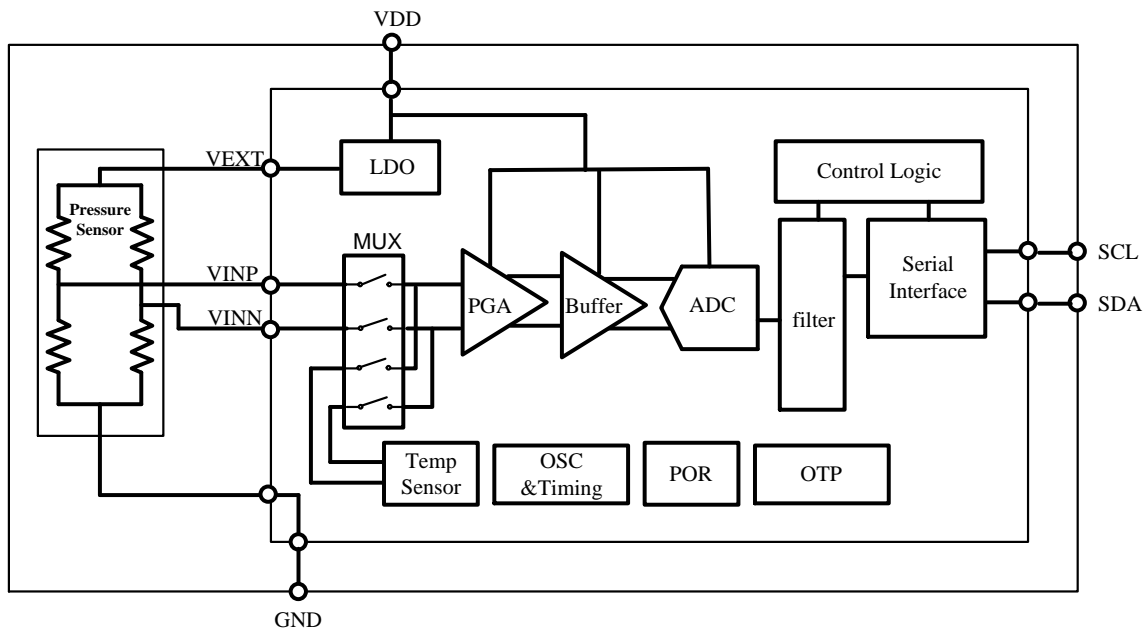 VDD
VEXT
LDO
Control Logic
Pressure
Sensor
MUX
VINP
VINN
PGA
Buffer
ADC
filter
Serial
Interface
SCL
SDA
Temp
Sensor
OSC
&Timing
POR
OTP
GND